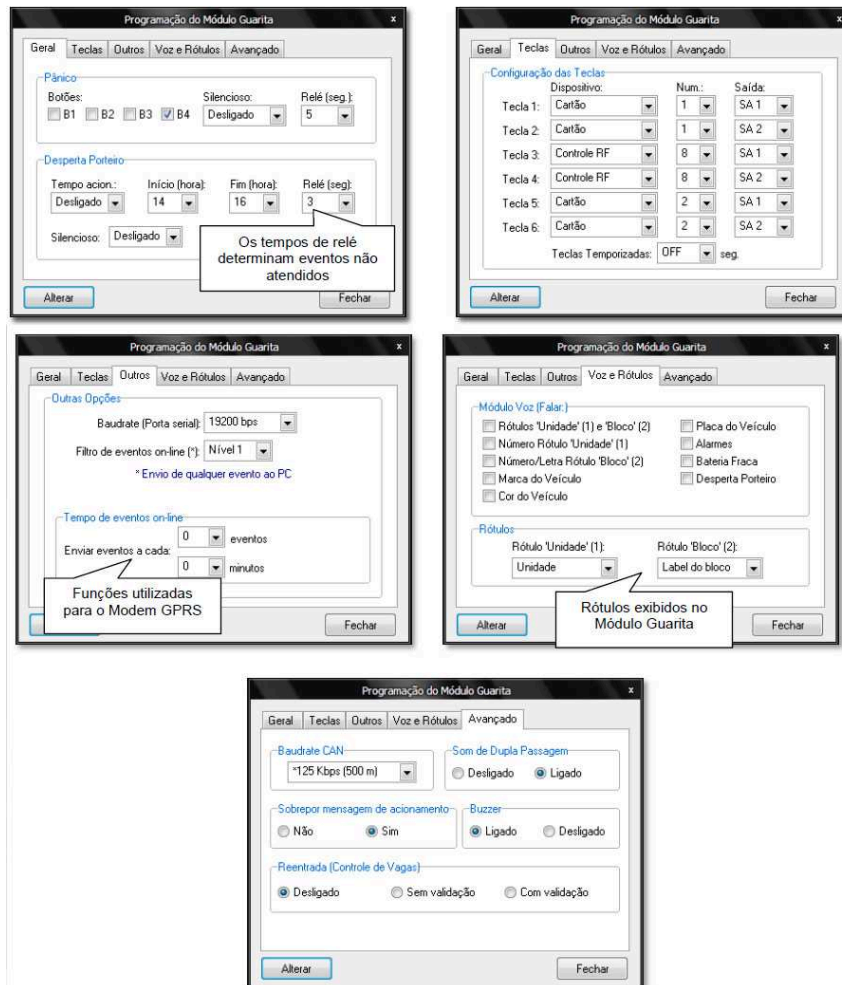 Programação do Módulo Guarita x
Geral Teclas Outros Voz e Rótulos Avançado
Pânico
Botões: Silencioso: Relé (seg.):
B1 B2 B3 B4 Desligado 5
Desperta Porteiro
Tempo acion.: Início (hora): Fim (hora): Relé (seg):
Desligado 14 16 3
Silencioso: Desligado
Os tempos de relé
determinam eventos não
atendidos
Alterar Fechar
Programação do Módulo Guarita x
Geral Teclas Outros Voz e Rótulos Avançado
Configuração das Teclas
Dispositivo: Num.: Saída:
Tecla 1: Cartão 1 SA 1
Tecla 2: Cartão 1 SA 2
Tecla 3: Controle RF 8 SA 1
Tecla 4: Controle RF 8 SA 2
Tecla 5: Cartão 2 SA 1
Tecla 6: Cartão 2 SA 2
Teclas Temporizadas: OFF seg.
Alterar Fechar
Programação do Módulo Guarita x
Geral Teclas Outros Voz e Rótulos Avançado
Outras Opções
Baudrate (Porta serial): 19200 bps
Filtro de eventos on-line (*): Nível 1
* Envio de qualquer evento ao PC
Tempo de eventos on-line
Enviar eventos a cada: 0 eventos
0 minutos
Funções utilizadas
para o Modem GPRS
Fechar
Programação do Módulo Guarita x
Geral Teclas Outros Voz e Rótulos Avançado
Módulo Voz (Falar:)
Rótulos 'Unidade' (1) e 'Bloco' (2) Placa do Veículo
Número Rótulo 'Unidade' (1) Alarmes
Número/Letra Rótulo 'Bloco' (2) Bateria Fraca
Marca do Veículo Desperta Porteiro
Cor do Veículo
Rótulos
Rótulo 'Unidade' (1): Rótulo 'Bloco' (2):
Unidade Label do bloco
Rótulos exibidos no
Módulo Guarita
Alterar Fechar
Programação do Módulo Guarita x
Geral Teclas Outros Voz e Rótulos Avançado
Baudrate CAN Som de Dupla Passagem
*125 Kbps (500 m) Desligado Ligado
Sobrepor mensagem de acionamento Buzzer
Não Sim Ligado Desligado
Reentrada (Controle de Vagas)
Desligado Sem validação Com validação
Alterar Fechar